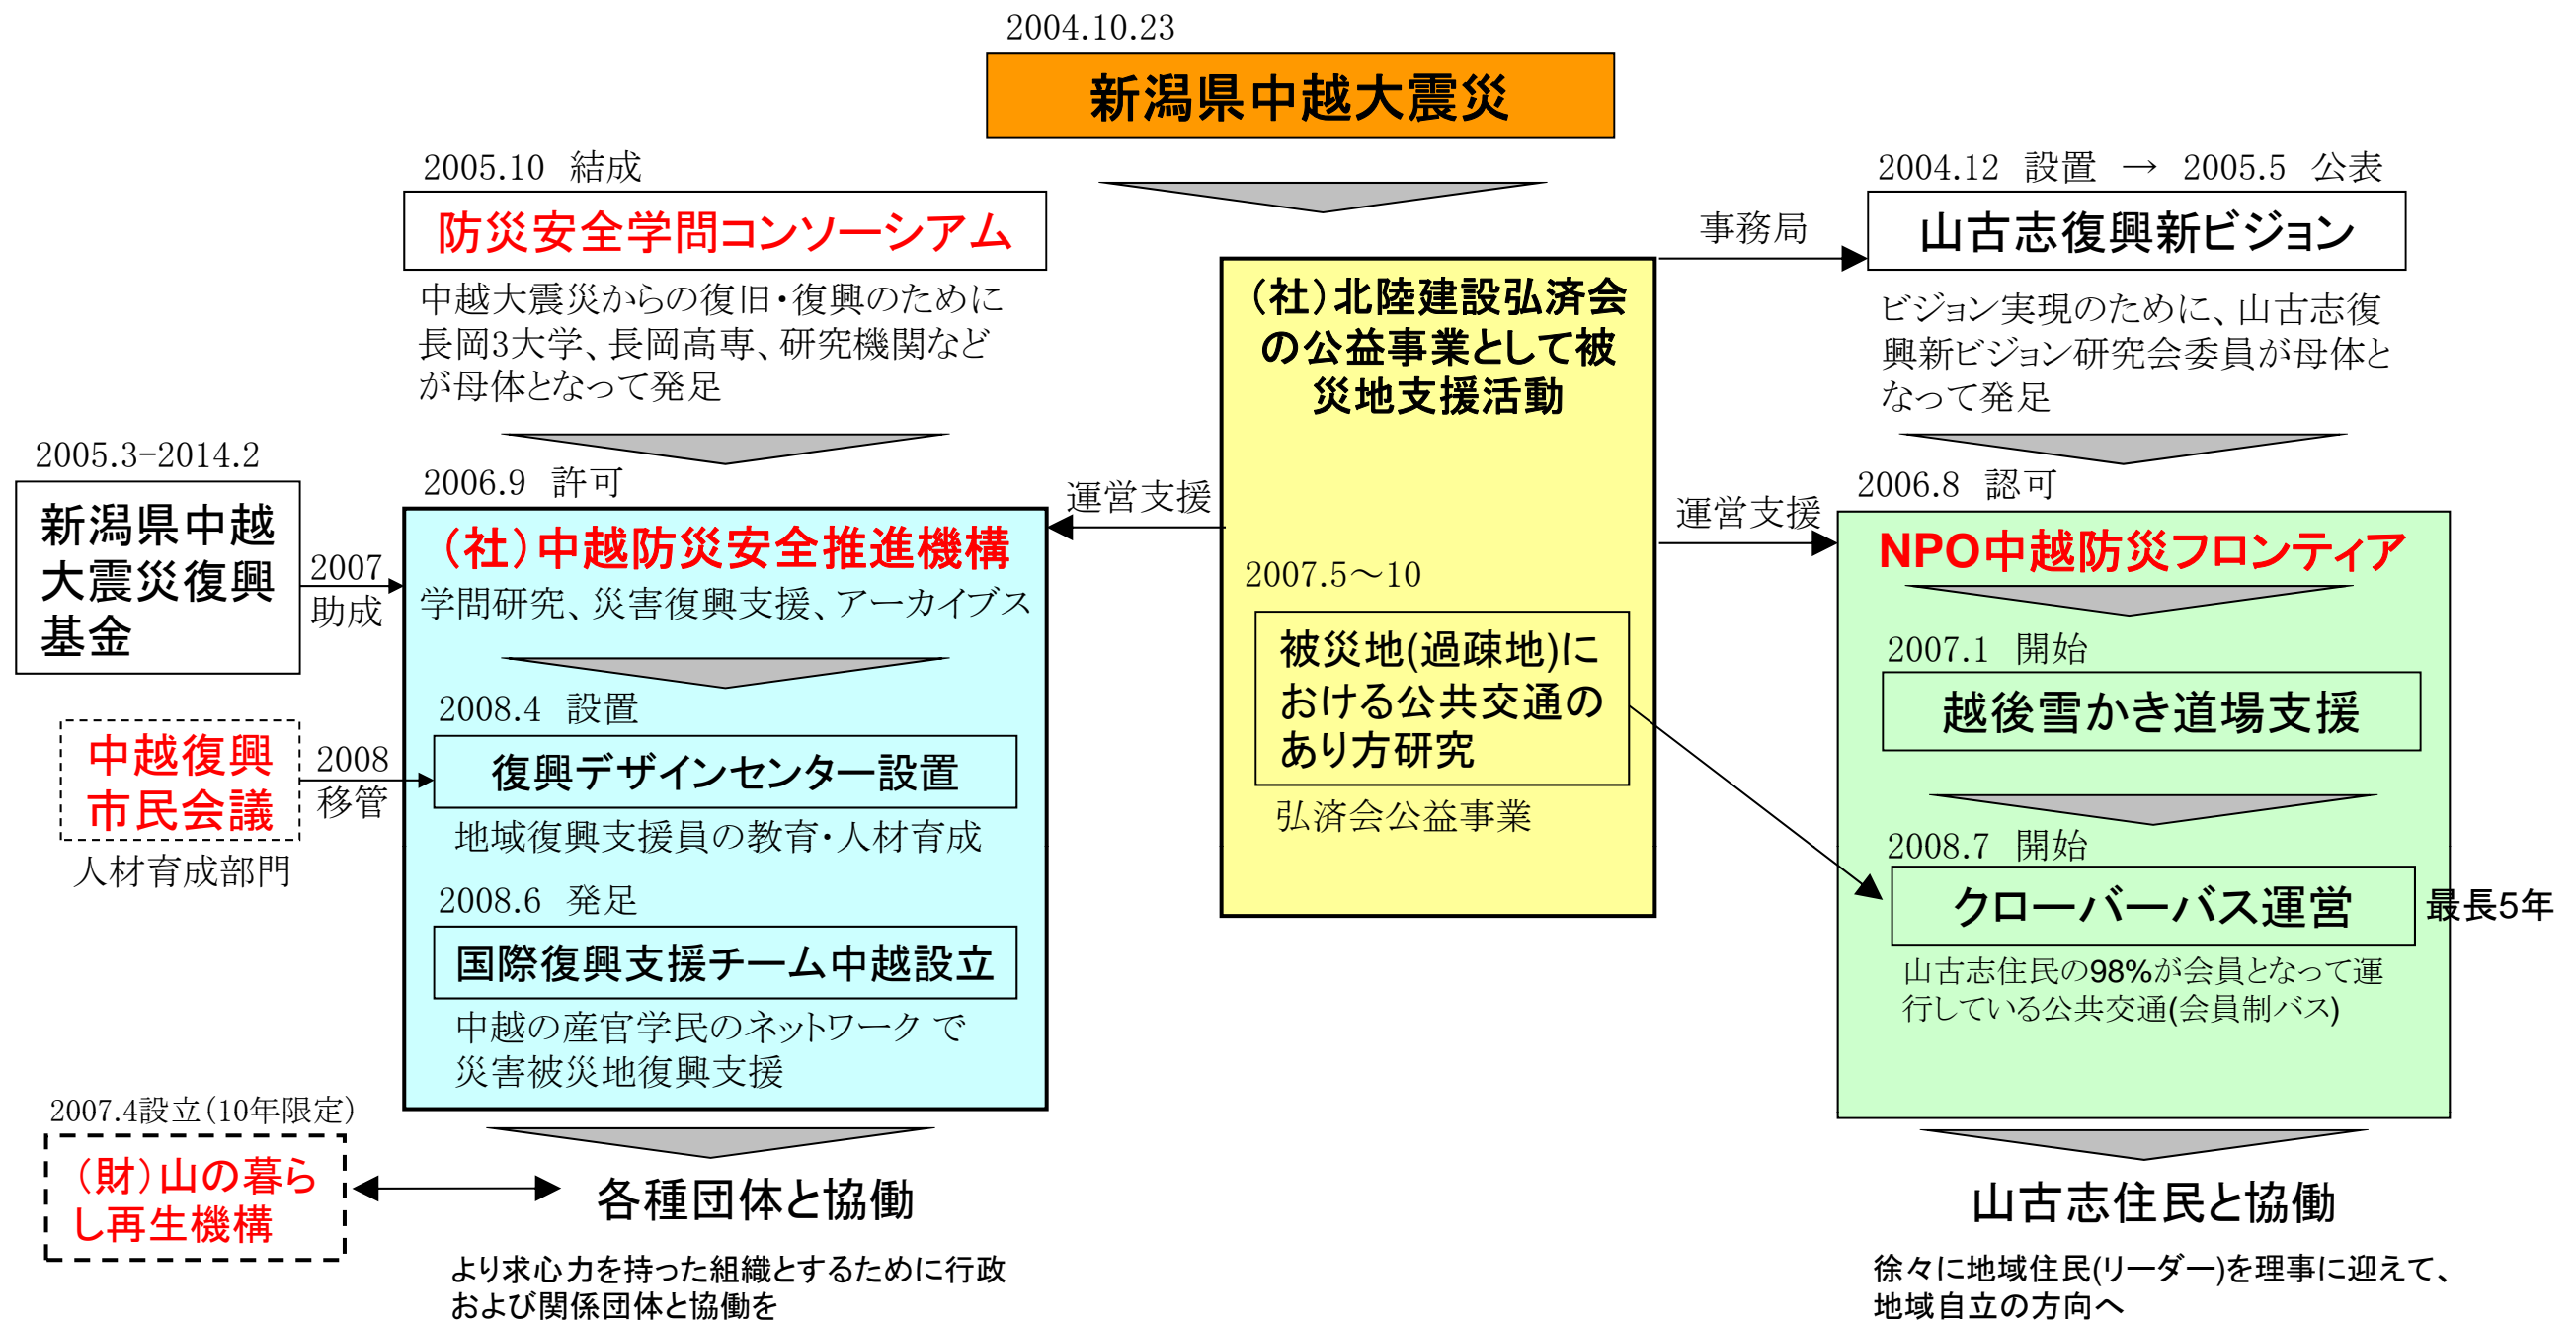 2004.10.23
新潟県中越大震災
2005.10 結成
防災安全学問コンソーシアム
中越大震災からの復旧・復興のために
長岡3大学、長岡高専、研究機関など
が母体となって発足
2005.3-2014.2
新潟県中越
大震災復興
基金
2007
助成
2006.9 許可
（社）中越防災安全推進機構
学問研究、災害復興支援、アーカイブス
2008.4 設置
復興デザインセンター設置
地域復興支援員の教育・人材育成
中越復興
市民会議
人材育成部門
2008
移管
2008.6 発足
国際復興支援チーム中越設立
中越の産官学民のネットワーク で
災害被災地復興支援
2007.4設立（10年限定）
（財）山の暮ら
し再生機構
各種団体と協働
より求心力を持った組織とするために行政
および関係団体と協働を
（社）北陸建設弘済会
の公益事業として被
災地支援活動
運営支援
2007.5～10
被災地(過疎地)に
おける公共交通の
あり方研究
弘済会公益事業
事務局
運営支援
2004.12 設置 → 2005.5 公表
山古志復興新ビジョン
ビジョン実現のために、山古志復
興新ビジョン研究会委員が母体と
なって発足
2006.8 認可
NPO中越防災フロンティア
2007.1 開始
越後雪かき道場支援
2008.7 開始
クローバーバス運営
最長5年
山古志住民の98%が会員となって運
行している公共交通(会員制バス)
山古志住民と協働
徐々に地域住民(リーダー)を理事に迎えて、
地域自立の方向へ